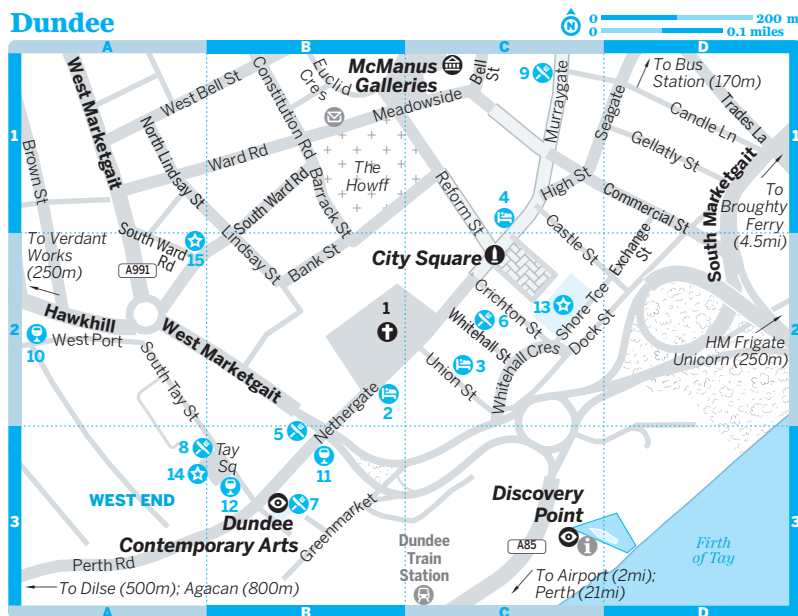 Dundee
0 200 m
0 0.1 miles
A B C D
1
2
3
1
2
3
A B C D
West Marketgait
West Bell St
Constitution Rd
Euclid
Cres
McManus
Galleries
Bell
St
9
Murraygate
Seagate
To Bus
Station (170m)
Candle Ln
Trades La
Gellatly St
Meadowside
North Lindsay St
Ward Rd
Brown St
The
Howff
Barrack St
South Ward Rd
Reform St
4
High St
Commercial St
South Marketgait
To
Broughty
Ferry
(4.5mi)
To Verdant
Works
(250m)
South Ward
Rd
15
A991
Lindsay St
Bank St
City Square
Castle St
Exchange
St
Hawkhill
West Port
10
West Marketgait
1
Crichton St
13
Shore Tce
6
Whitehall St
Dock St
3
Union St
Whitehall Cres
HM Frigate
Unicorn (250m)
South Tay St
2
Nethergate
5
8
Tay
Sq
11
14
WEST END
12
7
Dundee
Contemporary Arts
Greenmarket
Discovery
Point
A85
Dundee
Train
Station
Firth
of Tay
Perth Rd
To Dilse (500m); Agacan (800m)
To Airport (2mi);
Perth (21mi)